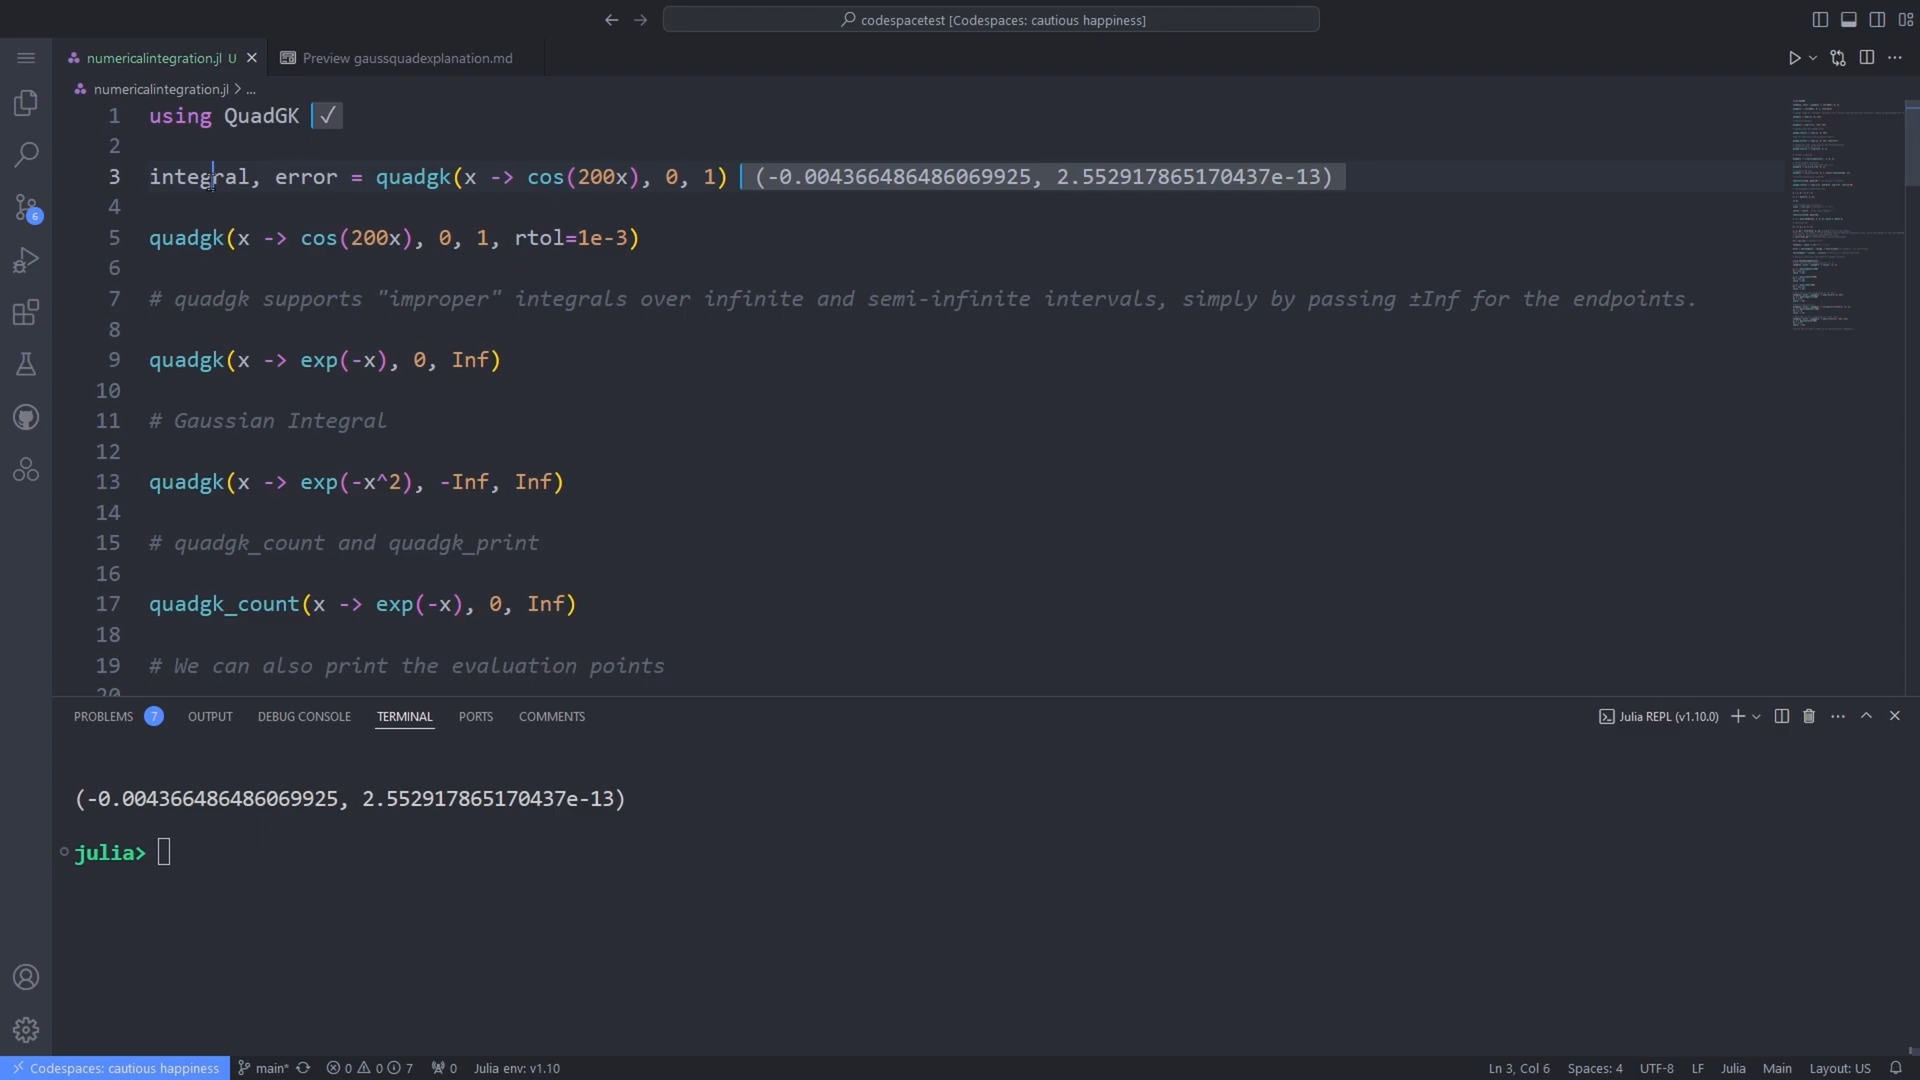 codespacetest [Codespaces: cautious happiness]
numericalintegration.jl U
Preview gaussquadexplanation.md
numericalintegration.jl > ...
1 using QuadGK ✓
2
3 integral, error = quadgk(x -> cos(200x), 0, 1) (-0.004366486486069925, 2.552917865170437e-13)
4
5 quadgk(x -> cos(200x), 0, 1, rtol=1e-3)
6
7 # quadgk supports "improper" integrals over infinite and semi-infinite intervals, simply by passing ±Inf for the endpoints.
8
9 quadgk(x -> exp(-x), 0, Inf)
10
11 # Gaussian Integral
12
13 quadgk(x -> exp(-x^2), -Inf, Inf)
14
15 # quadgk_count and quadgk_print
16
17 quadgk_count(x -> exp(-x), 0, Inf)
18
19 # We can also print the evaluation points
20
6
PROBLEMS 7 OUTPUT DEBUG CONSOLE TERMINAL PORTS COMMENTS
Julia REPL (v1.10.0)
(-0.004366486486069925, 2.552917865170437e-13)
julia>
Codespaces: cautious happiness main* 0 0 7 0 Julia env: v1.10
Ln 3, Col 6 Spaces: 4 UTF-8 LF Julia Main Layout: US